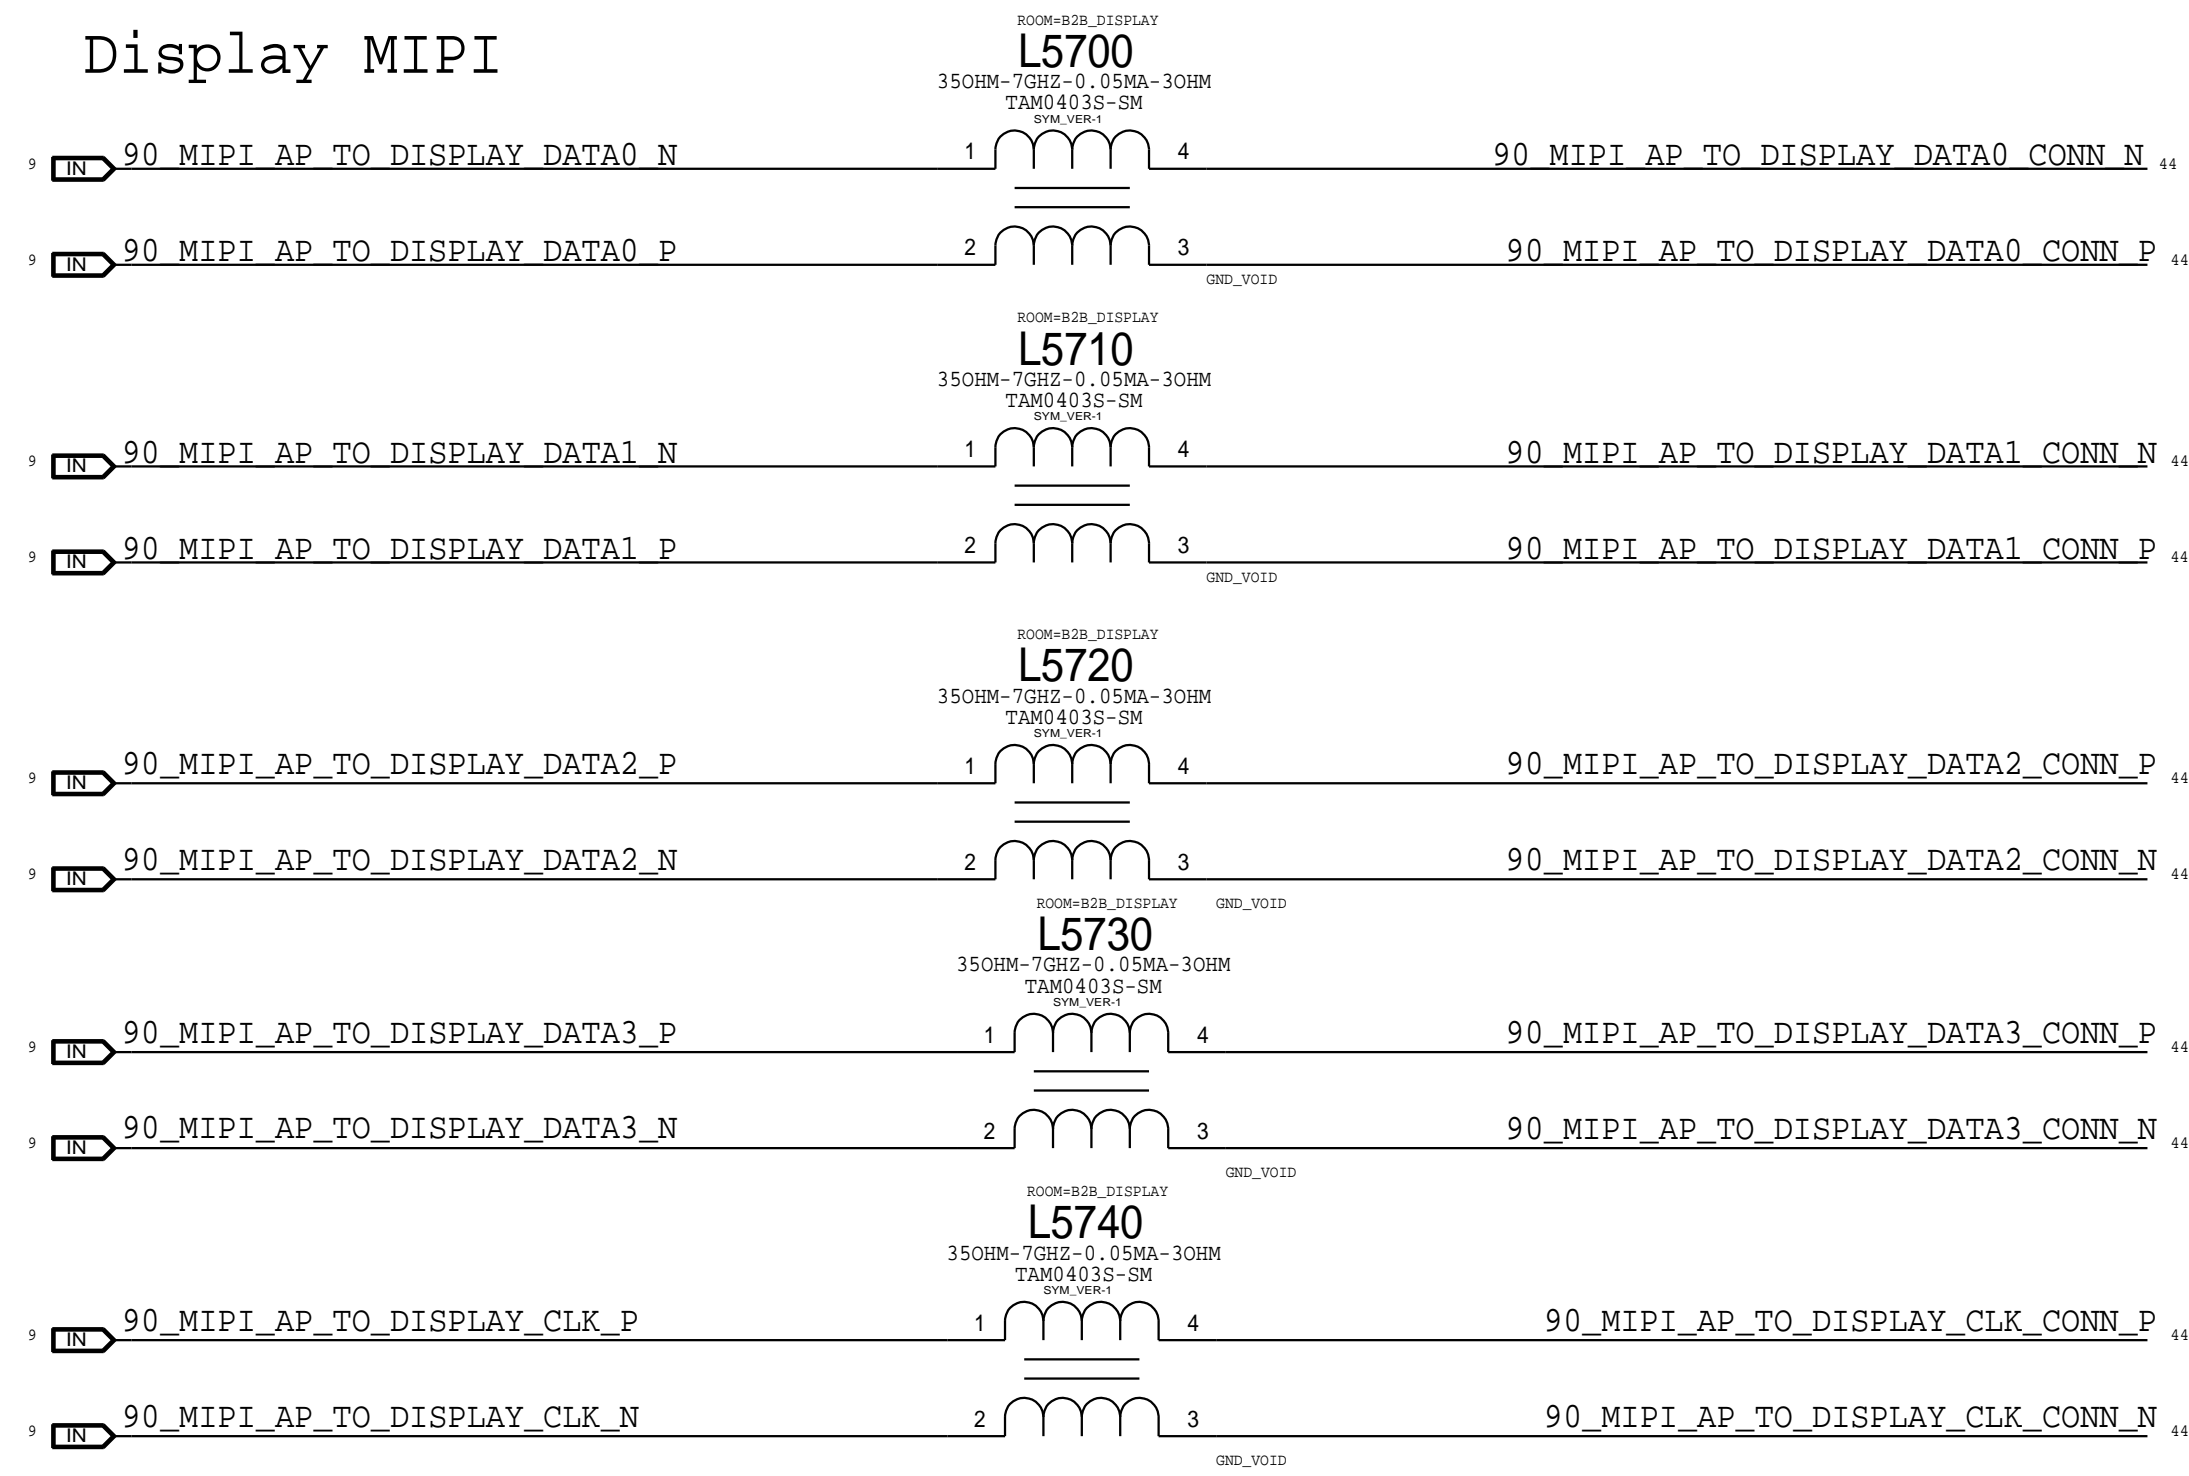 Display MIPI
ROOM=B2B_DISPLAY
L5700
35OHM-7GHZ-0.05MA-3OHM
TAM0403S-SM
SYM_VER-1
9 IN 90_MIPI_AP_TO_DISPLAY_DATA0_N 1 4 90_MIPI_AP_TO_DISPLAY_DATA0_CONN_N 44
9 IN 90_MIPI_AP_TO_DISPLAY_DATA0_P 2 3 90_MIPI_AP_TO_DISPLAY_DATA0_CONN_P 44
GND_VOID
ROOM=B2B_DISPLAY
L5710
35OHM-7GHZ-0.05MA-3OHM
TAM0403S-SM
SYM_VER-1
9 IN 90_MIPI_AP_TO_DISPLAY_DATA1_N 1 4 90_MIPI_AP_TO_DISPLAY_DATA1_CONN_N 44
9 IN 90_MIPI_AP_TO_DISPLAY_DATA1_P 2 3 90_MIPI_AP_TO_DISPLAY_DATA1_CONN_P 44
GND_VOID
ROOM=B2B_DISPLAY
L5720
35OHM-7GHZ-0.05MA-3OHM
TAM0403S-SM
SYM_VER-1
9 IN 90_MIPI_AP_TO_DISPLAY_DATA2_P 1 4 90_MIPI_AP_TO_DISPLAY_DATA2_CONN_P 44
9 IN 90_MIPI_AP_TO_DISPLAY_DATA2_N 2 3 90_MIPI_AP_TO_DISPLAY_DATA2_CONN_N 44
ROOM=B2B_DISPLAY GND_VOID
L5730
35OHM-7GHZ-0.05MA-3OHM
TAM0403S-SM
SYM_VER-1
9 IN 90_MIPI_AP_TO_DISPLAY_DATA3_P 1 4 90_MIPI_AP_TO_DISPLAY_DATA3_CONN_P 44
9 IN 90_MIPI_AP_TO_DISPLAY_DATA3_N 2 3 90_MIPI_AP_TO_DISPLAY_DATA3_CONN_N 44
GND_VOID
ROOM=B2B_DISPLAY
L5740
35OHM-7GHZ-0.05MA-3OHM
TAM0403S-SM
SYM_VER-1
9 IN 90_MIPI_AP_TO_DISPLAY_CLK_P 1 4 90_MIPI_AP_TO_DISPLAY_CLK_CONN_P 44
9 IN 90_MIPI_AP_TO_DISPLAY_CLK_N 2 3 90_MIPI_AP_TO_DISPLAY_CLK_CONN_N 44
GND_VOID